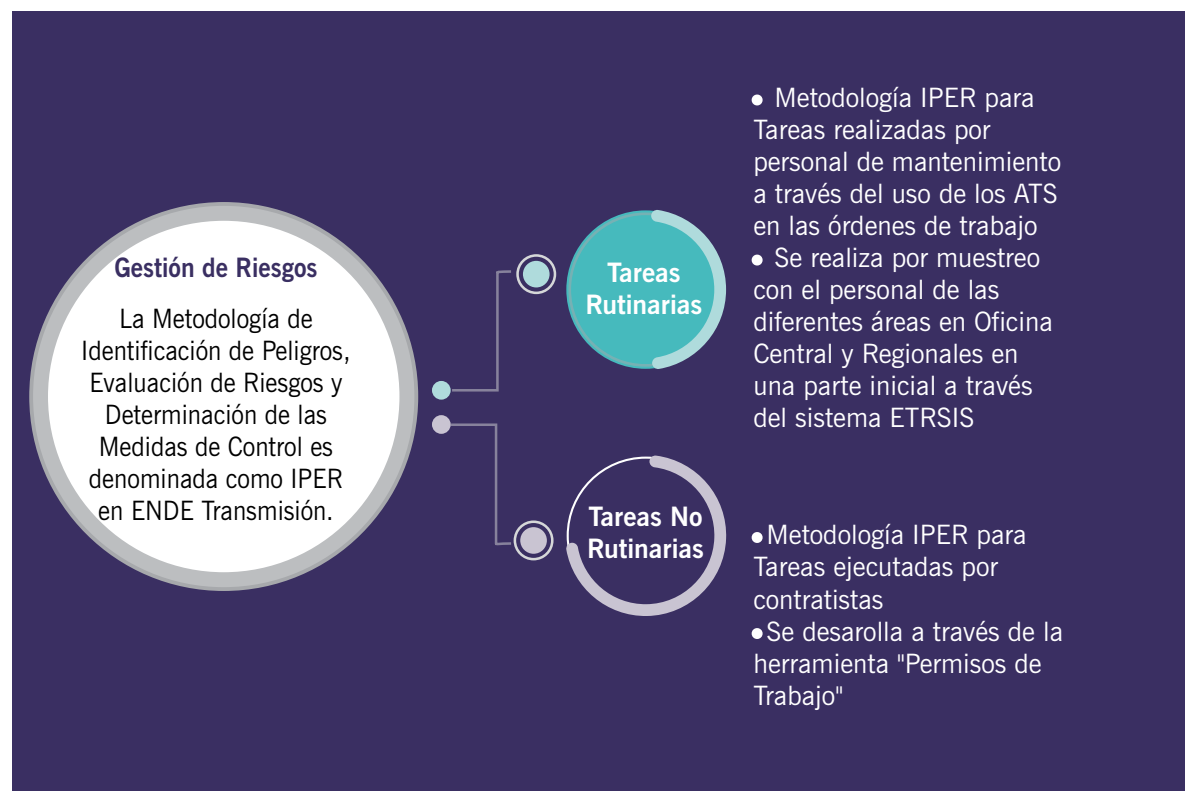 Gestión de Riesgos
La Metodología de
Identificación de Peligros,
Evaluación de Riesgos y
Determinación de las
Medidas de Control es
denominada como IPER
en ENDE Transmisión.
Tareas
Rutinarias
● Metodología IPER para
Tareas realizadas por
personal de mantenimiento
a través del uso de los ATS
en las órdenes de trabajo
● Se realiza por muestreo
con el personal de las
diferentes áreas en Oficina
Central y Regionales en
una parte inicial a través
del sistema ETRSIS
Tareas No
Rutinarias
●Metodología IPER para
Tareas ejecutadas por
contratistas
●Se desarolla a través de la
herramienta "Permisos de
Trabajo"